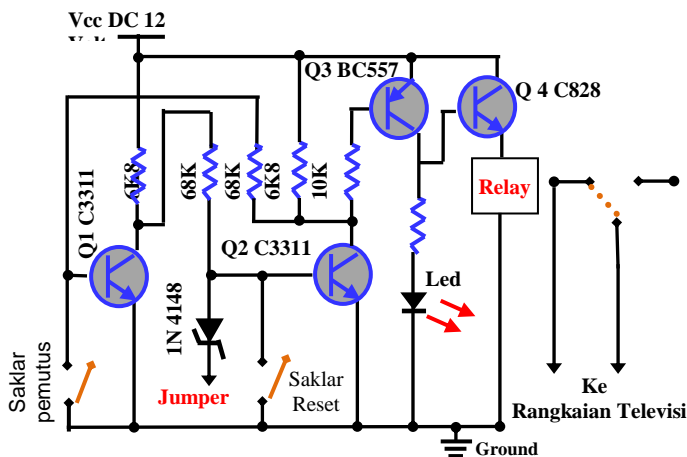 Vcc DC 12
Volt
Q3 BC557
Q 4 C828
6K8
68K
68K
6K8
10K
Q1 C3311
Q2 C3311
Relay
Led
1N 4148
Jumper
Saklar
pemutus
Saklar
Reset
Ke
Rangkaian Televisi
Ground